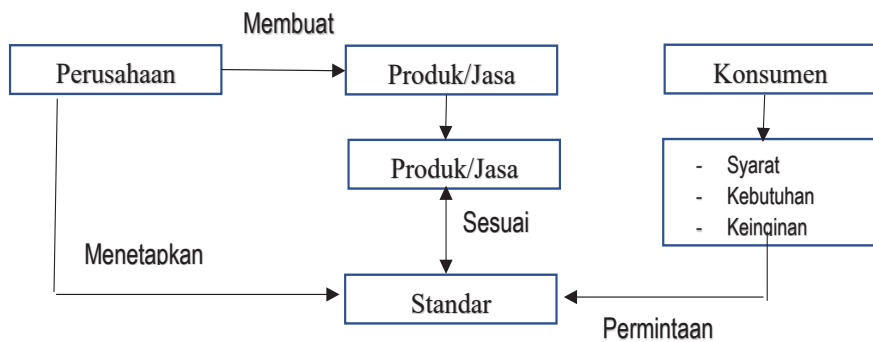 Membuat
Perusahaan
Produk/Jasa
Konsumen
Produk/Jasa
- Syarat
- Kebutuhan
- Keinginan
Sesuai
Menetapkan
Standar
Permintaan